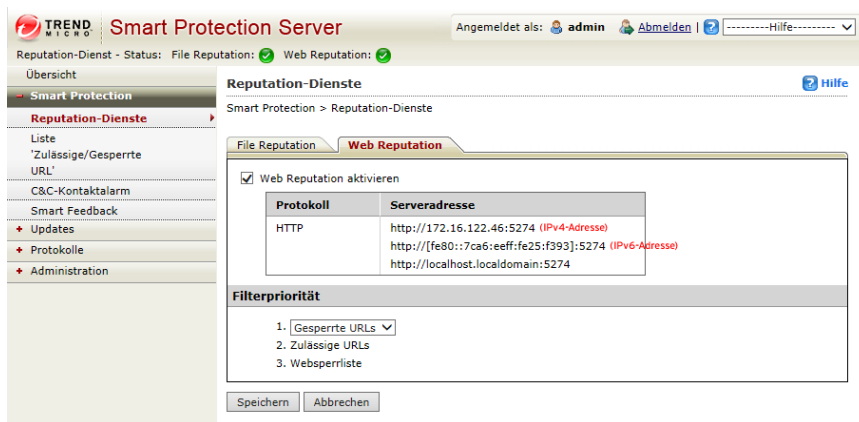 TREND MICRO Smart Protection Server
Angemeldet als: admin Abmelden | ---------Hilfe---------
Reputation-Dienst - Status: File Reputation: Web Reputation:
Übersicht
Smart Protection
Reputation-Dienste
Liste
'Zulässige/Gesperrte
URL'
C&C-Kontaktalarm
Smart Feedback
+ Updates
+ Protokolle
+ Administration
Reputation-Dienste
Hilfe
Smart Protection > Reputation-Dienste
File Reputation
Web Reputation
Web Reputation aktivieren
Protokoll Serveradresse
HTTP http://172.16.122.46:5274 (IPv4-Adresse)
http://[fe80::7ca6:eeff:fe25:f393]:5274 (IPv6-Adresse)
http://localhost.localdomain:5274
Filterpriorität
1. Gesperrte URLs
2. Zulässige URLs
3. Websperrliste
Speichern Abbrechen